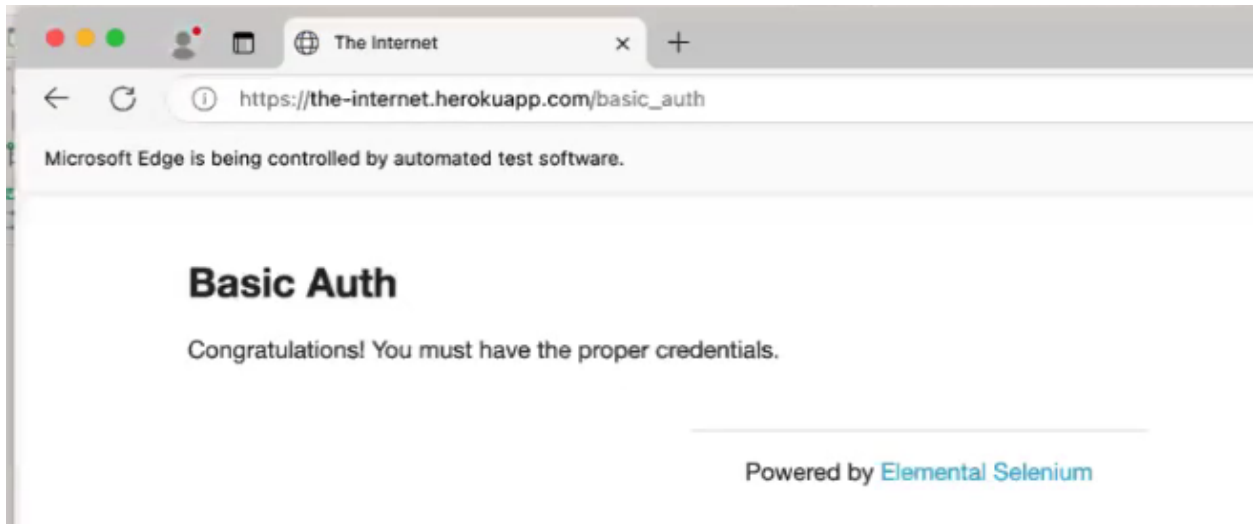 The Internet
https://the-internet.herokuapp.com/basic_auth
Microsoft Edge is being controlled by automated test software.
Basic Auth
Congratulations! You must have the proper credentials.
Powered by Elemental Selenium